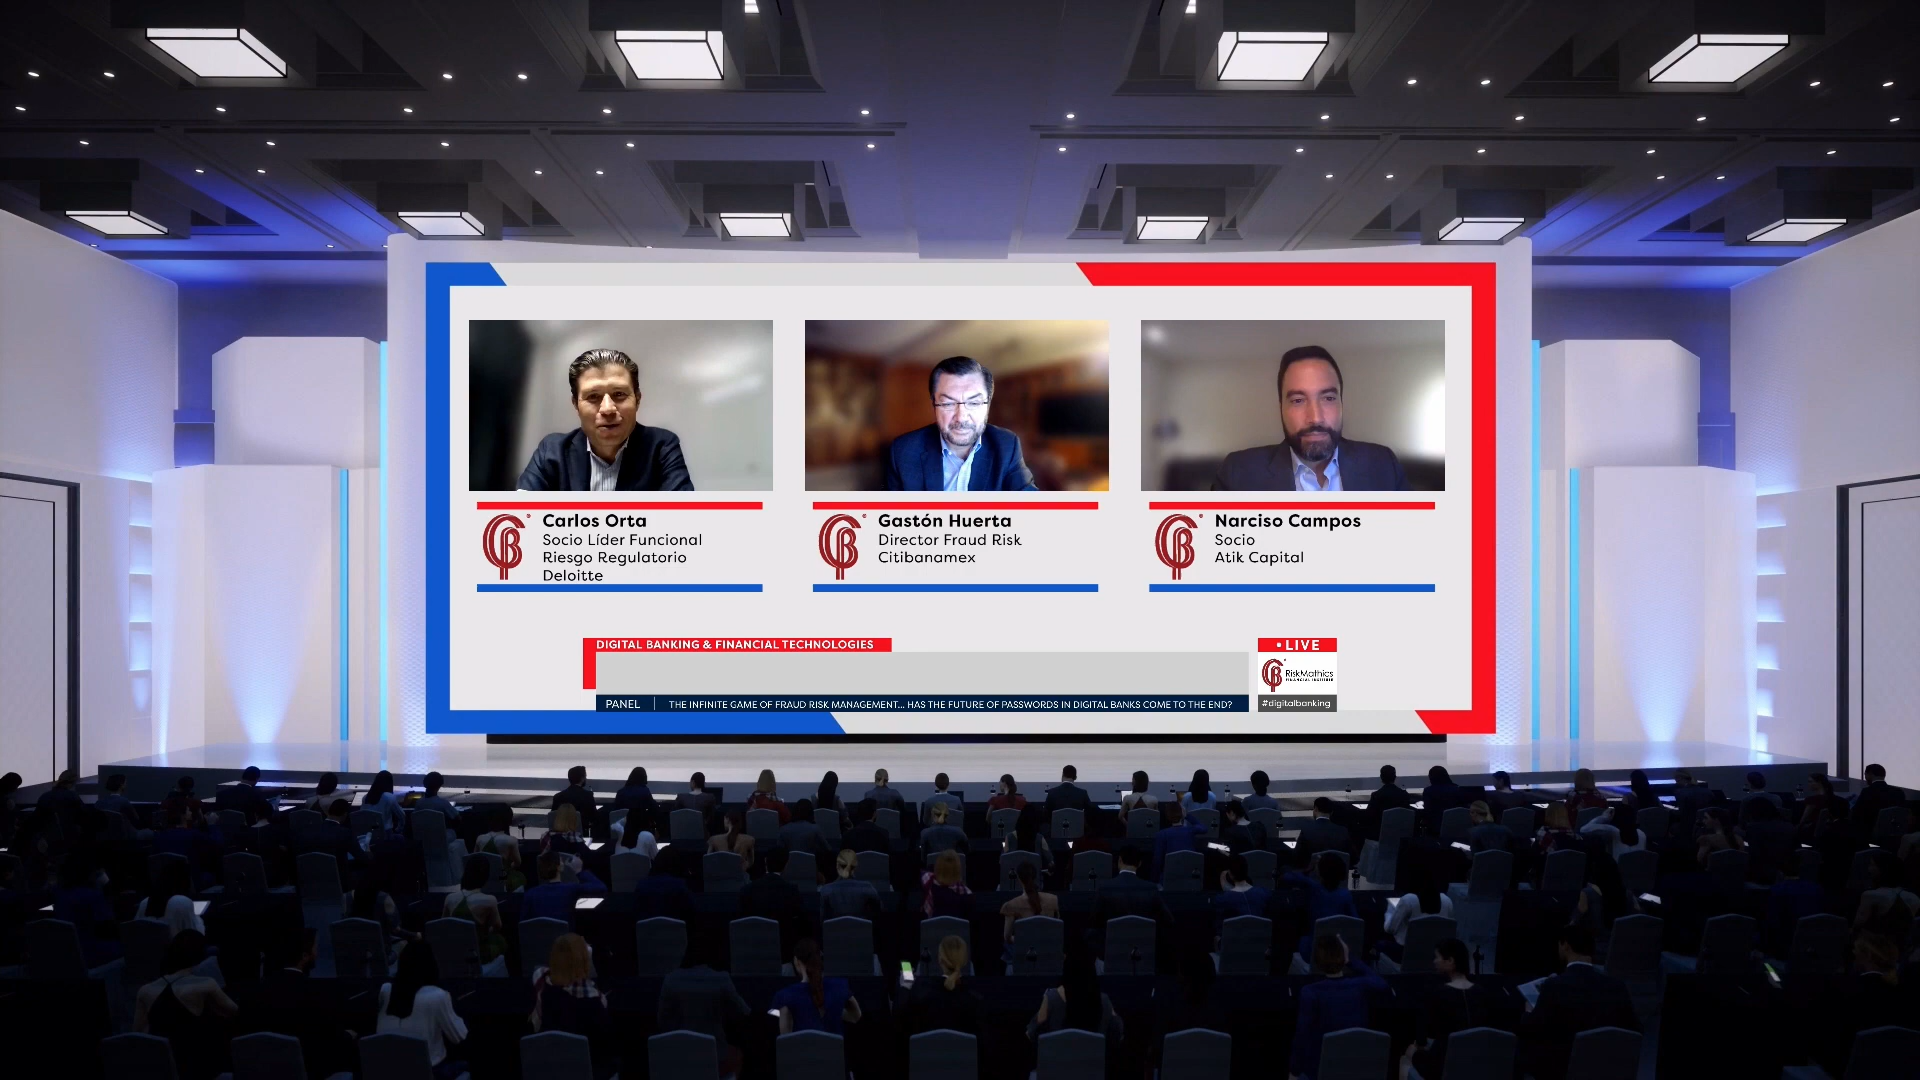 Carlos Orta
Socio Líder Funcional
Riesgo Regulatorio
Deloitte
Gastón Huerta
Director Fraud Risk
Citibanamex
Narciso Campos
Socio
Atik Capital
DIGITAL BANKING & FINANCIAL TECHNOLOGIES
PANEL THE INFINITE GAME OF FRAUD RISK MANAGEMENT... HAS THE FUTURE OF PASSWORDS IN DIGITAL BANKS COME TO THE END?
• LIVE
RiskMathics
FINANCIAL INSTITUTE
#digitalbanking